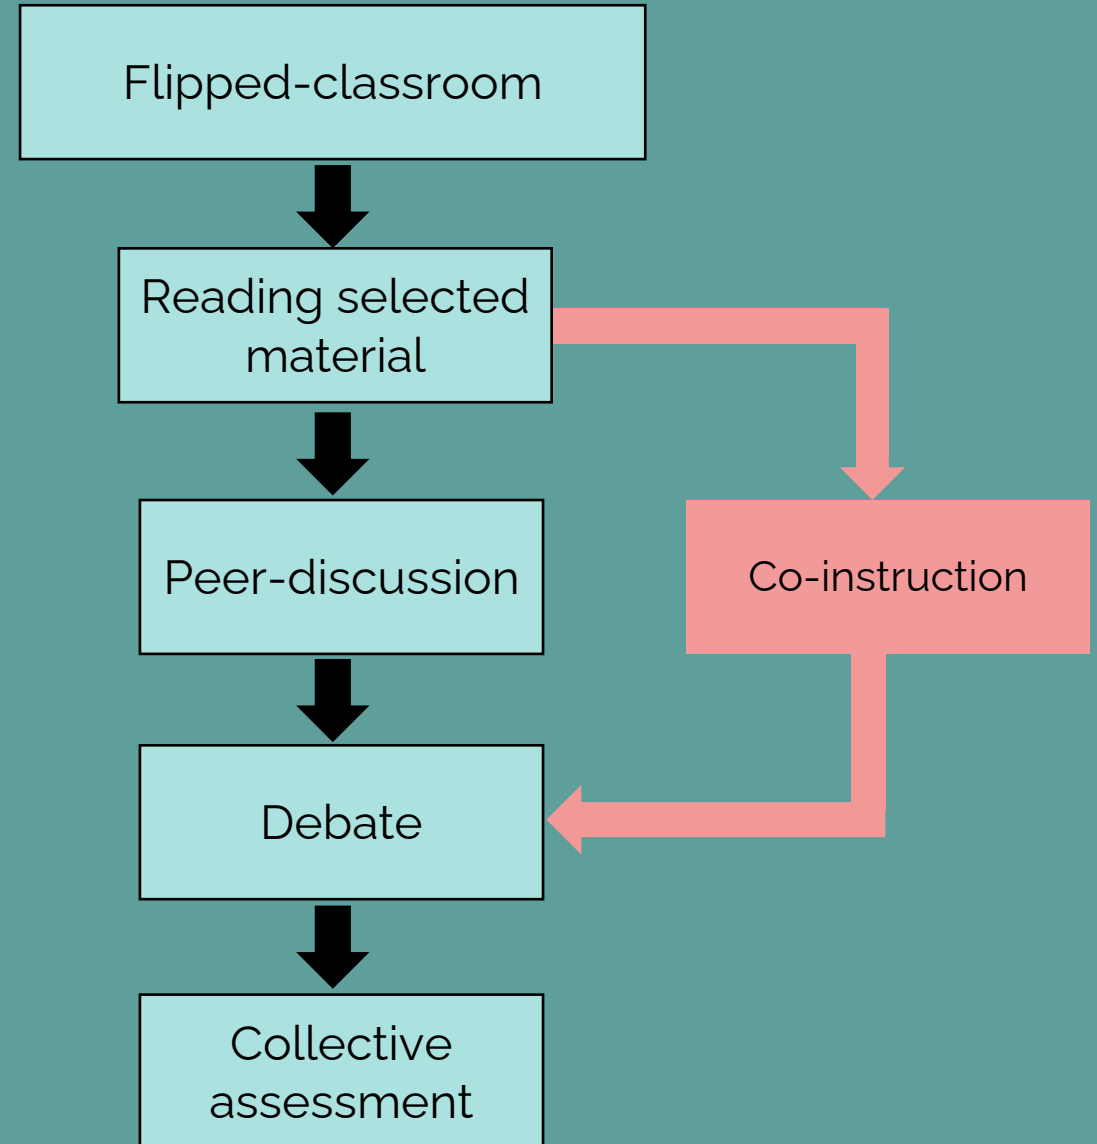 Flipped-classroom
Reading selected
material
Peer-discussion
Co-instruction
Debate
Collective
assessment